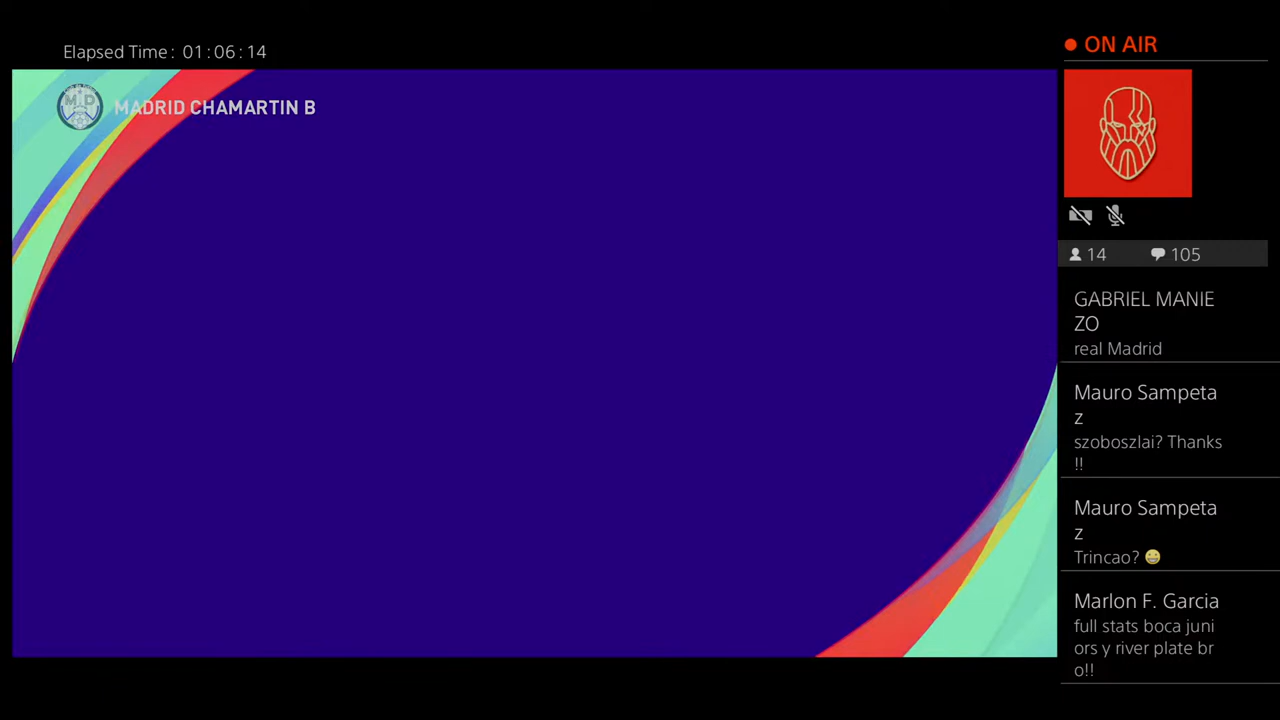 Elapsed Time: 01:06:14
ON AIR
MD
MADRID CHAMARTIN B
14 105
GABRIEL MANIE
ZO
real Madrid
Mauro Sampeta
z
szoboszlai? Thanks
!!
Mauro Sampeta
z
Trincao? 😀
Marlon F. Garcia
full stats boca juni
ors y river plate br
o!!